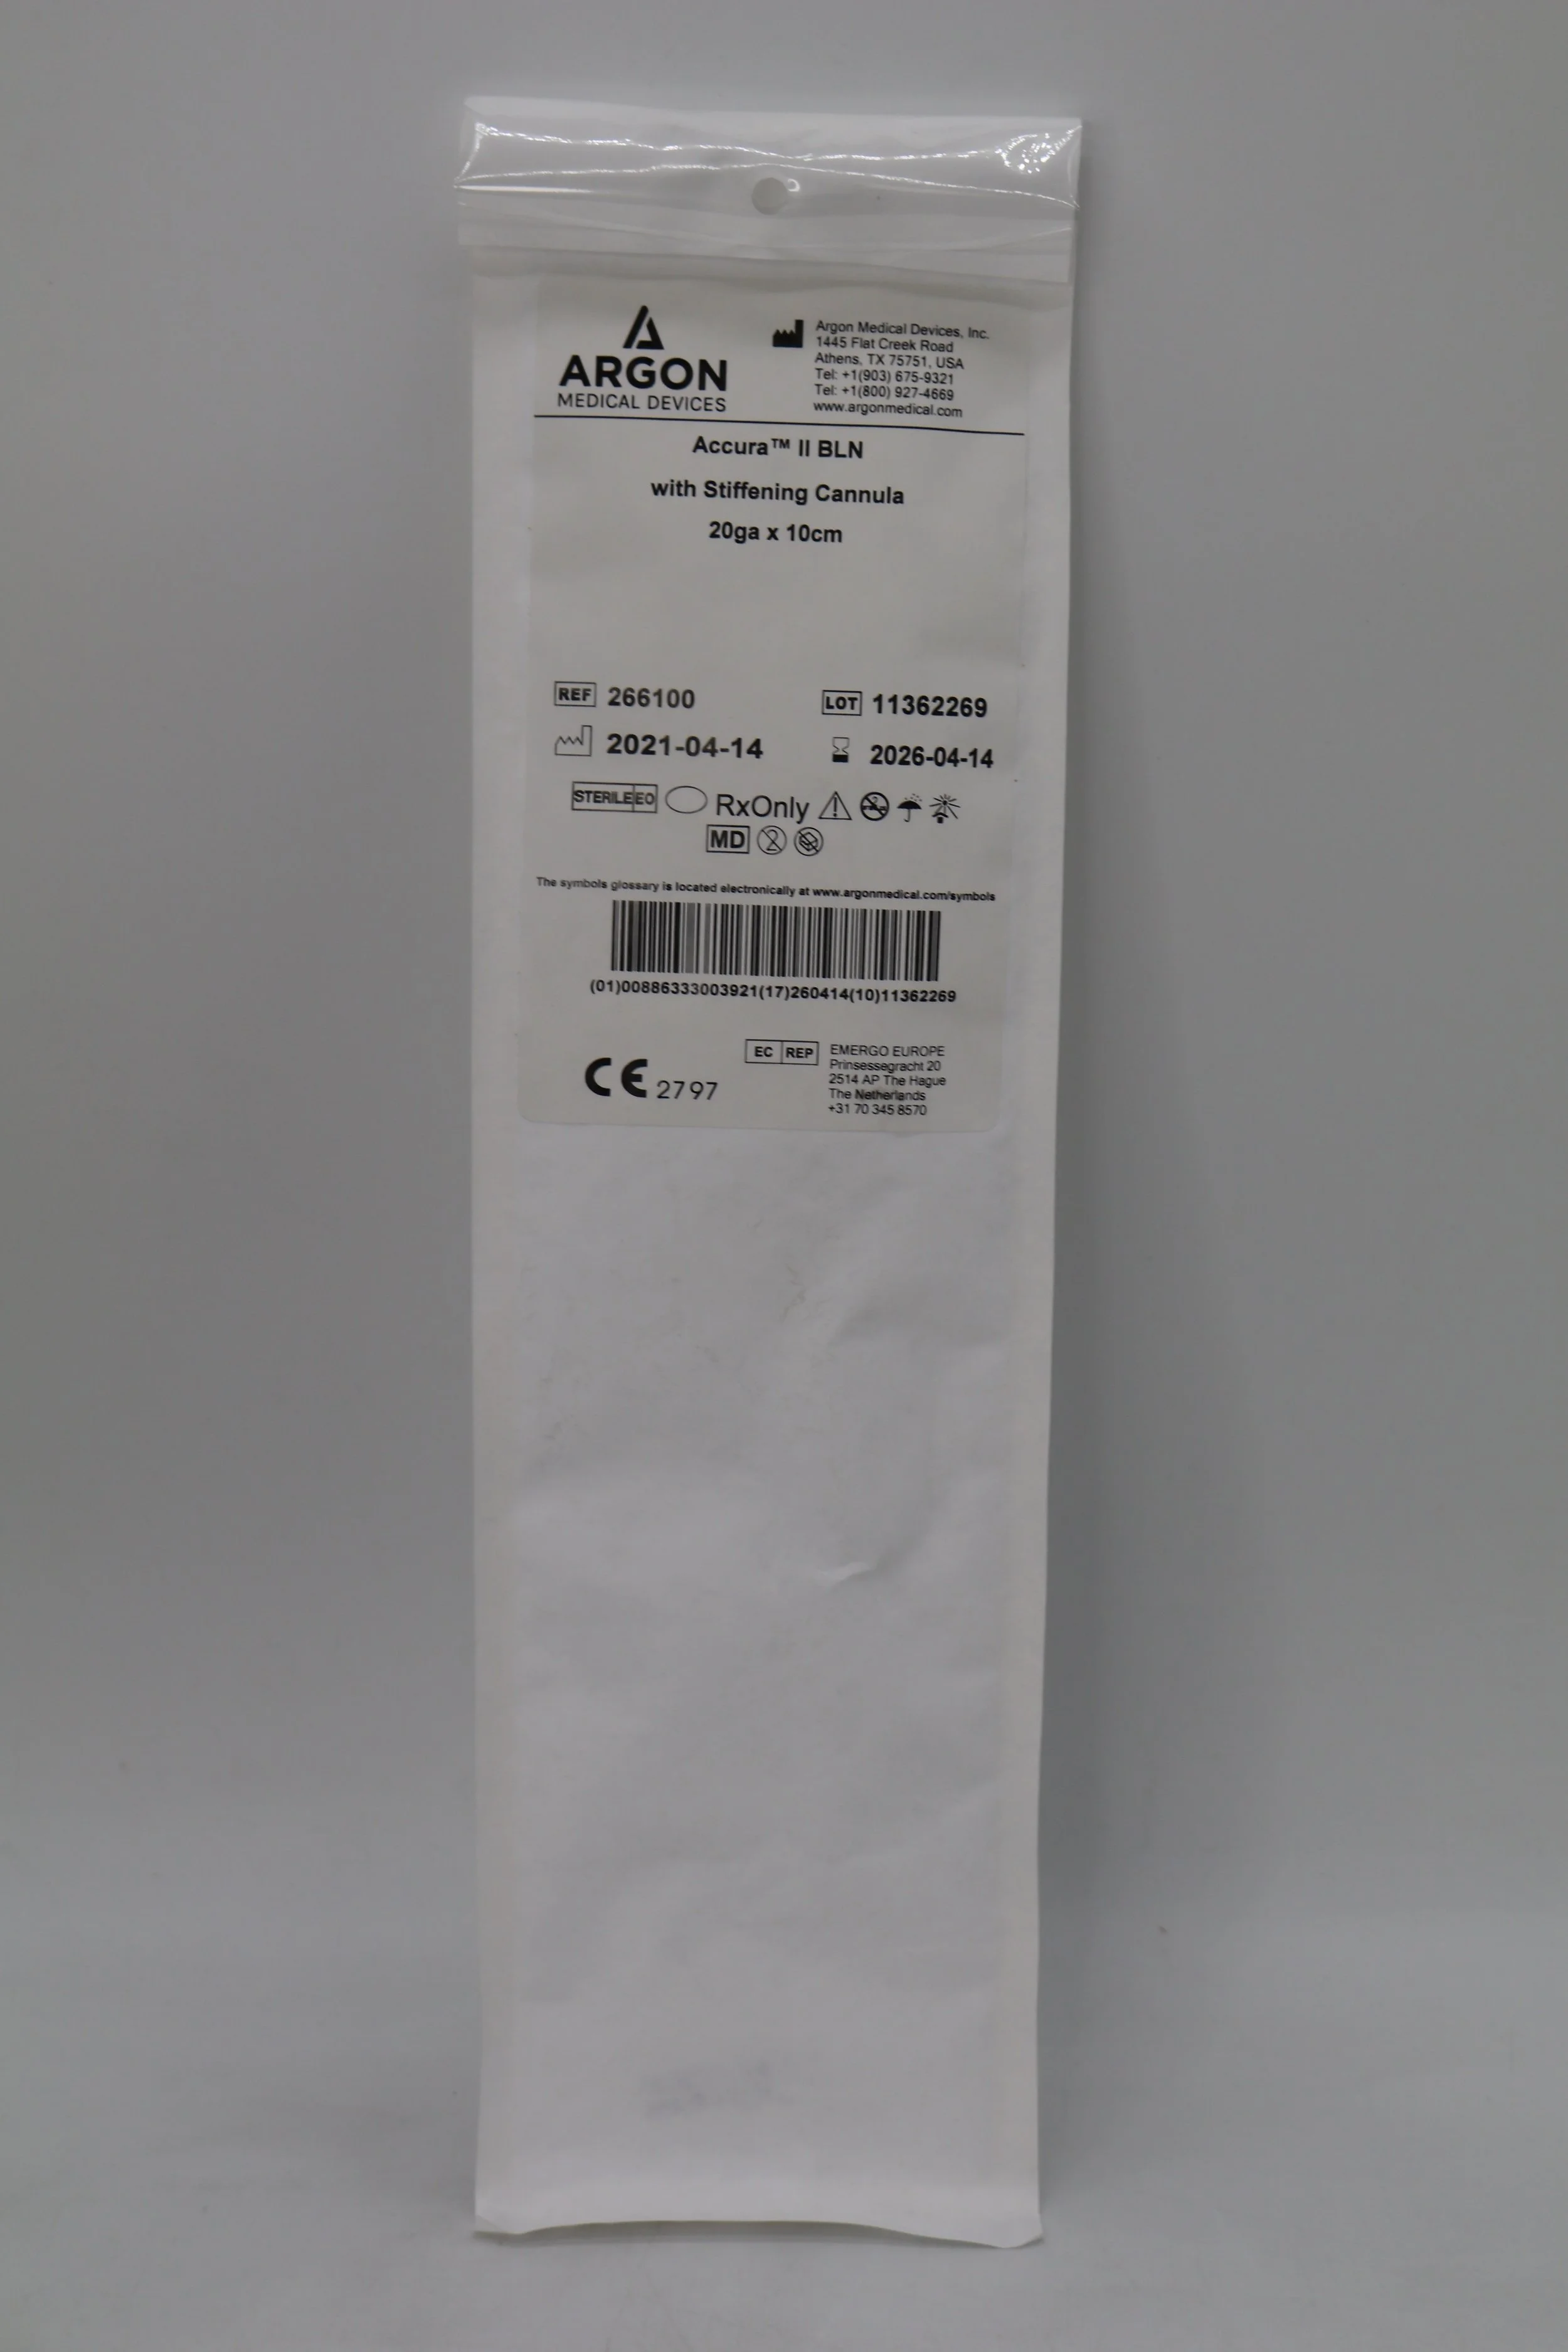 ARGON
MEDICAL DEVICES
Argon Medical Devices, Inc.
1445 Flat Creek Road
Athens, TX 75751, USA
Tel: +1(903) 675-9321
Tel: +1(800) 927-4669
www.argonmedical.com
Accura™ II BLN
with Stiffening Cannula
20ga x 10cm
REF 266100
LOT 11362269
2021-04-14
2026-04-14
STERILE EO RxOnly
MD 2
The symbols glossary is located electronically at www.argonmedical.com/symbols
(01)00886333003921(17)260414(10)11362269
CE 2797
EC REP
EMERGO EUROPE
Prinsessegracht 20
2514 AP The Hague
The Netherlands
+31 70 345 8570